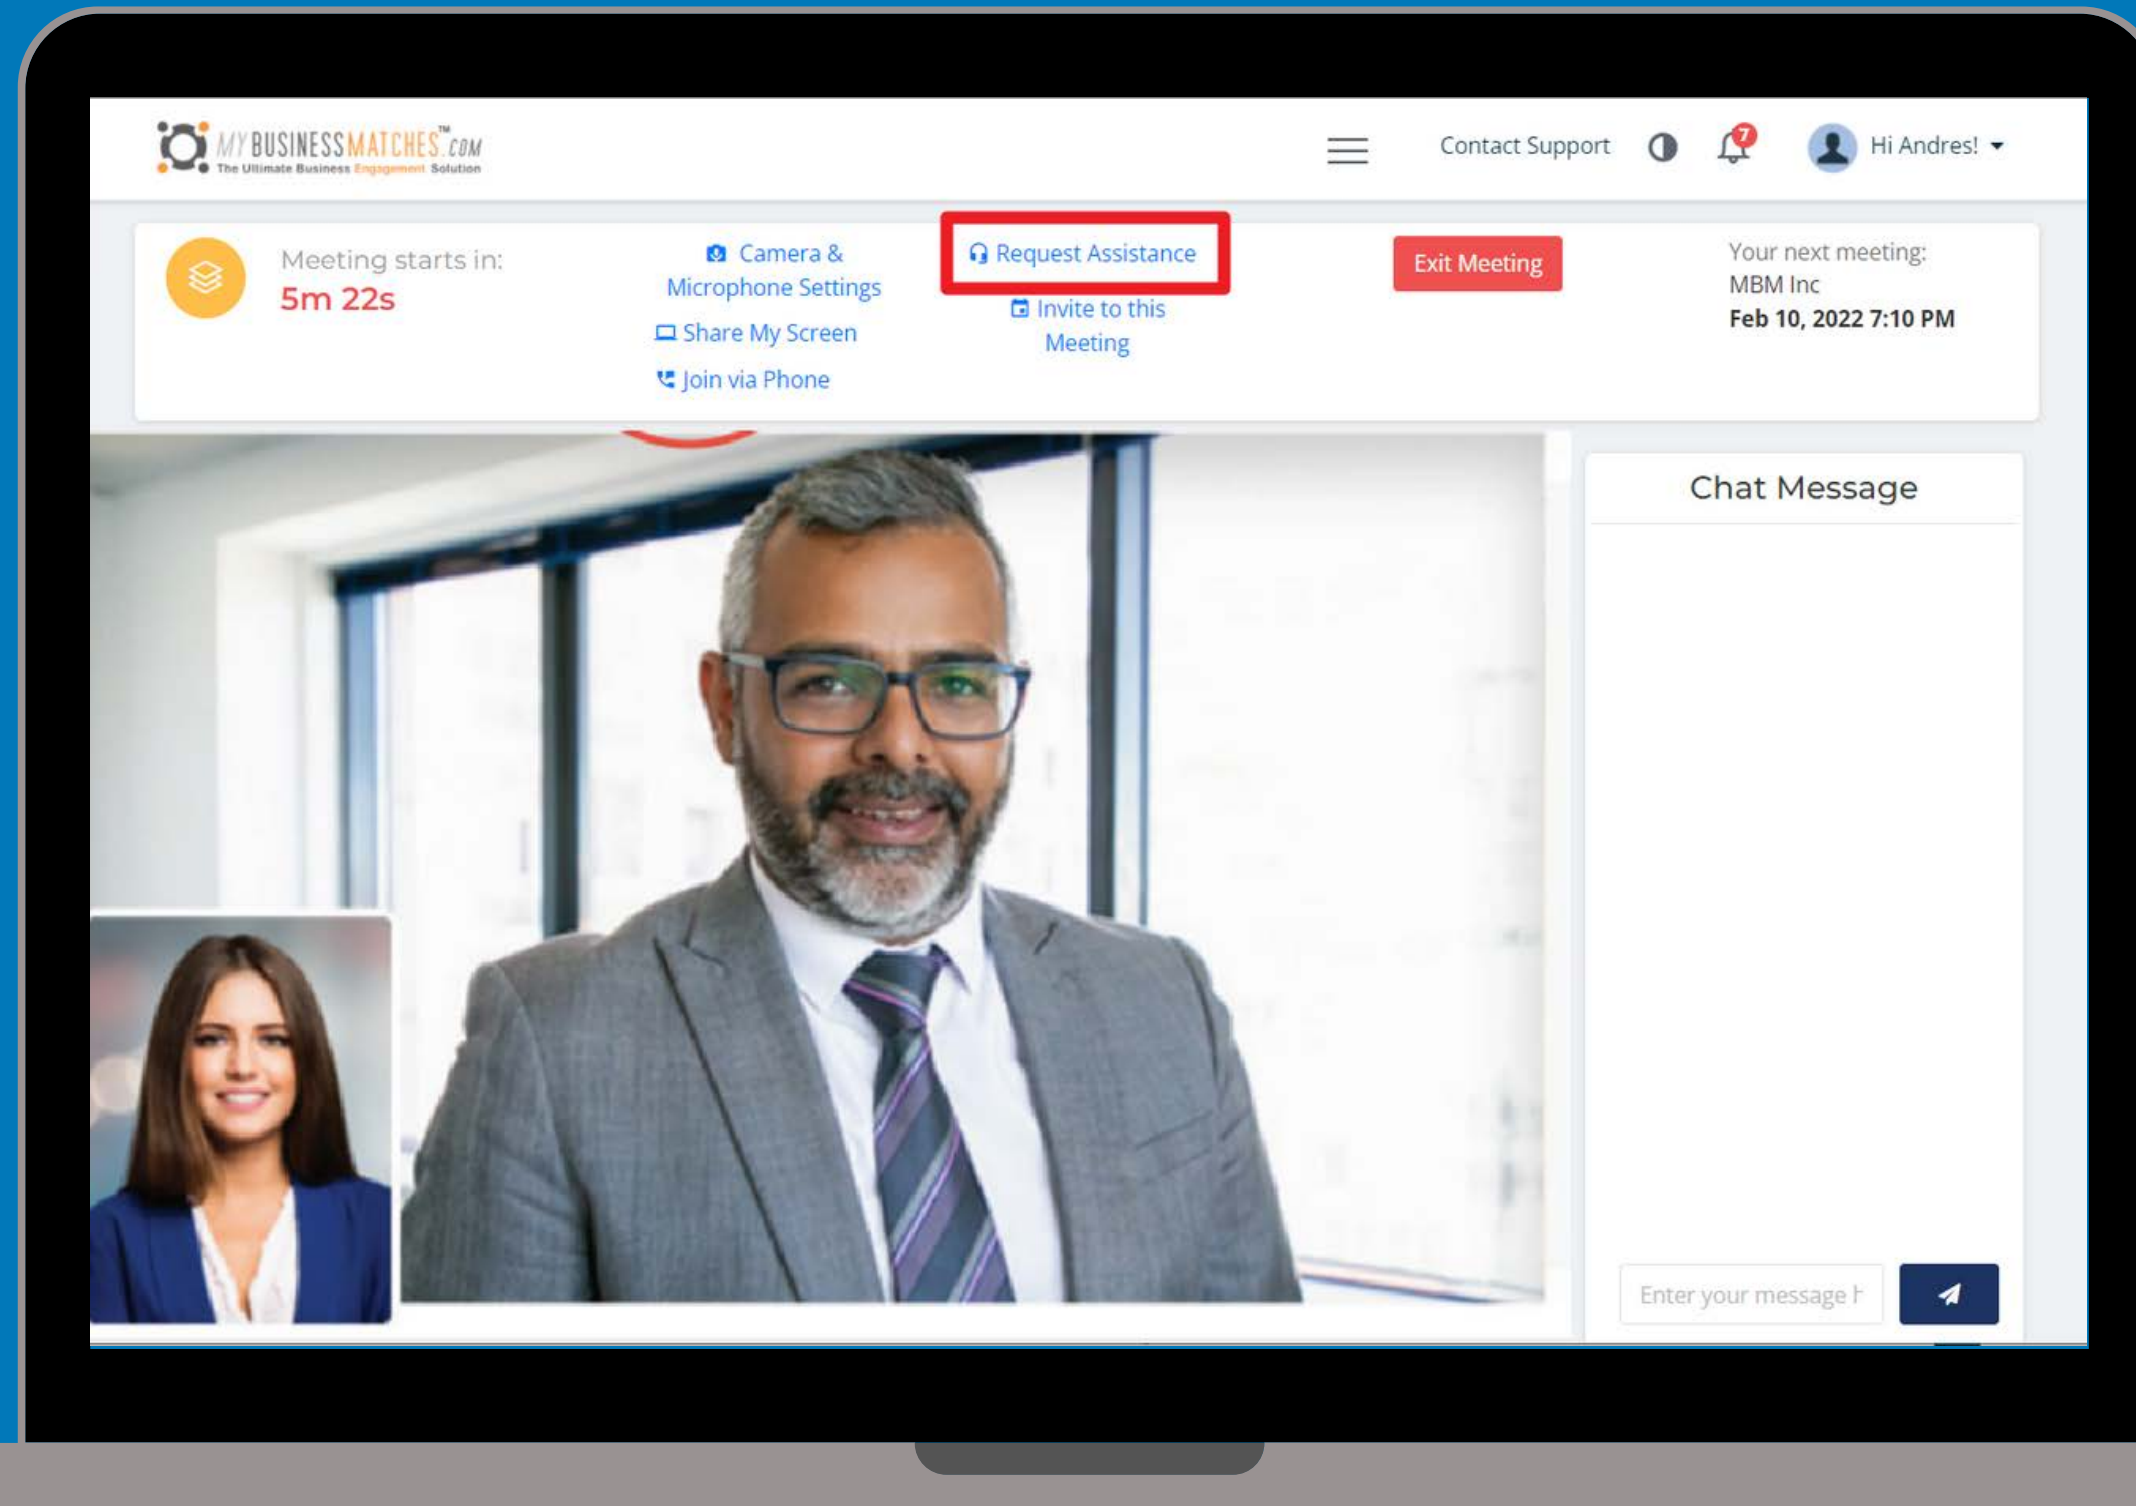 MY BUSINESSMATCHES™.COM
The Ultimate Business Engagement Solution
Contact Support
7
Hi Andres!
Meeting starts in:
5m 22s
Camera &
Microphone Settings
Share My Screen
Join via Phone
Request Assistance
Invite to this
Meeting
Exit Meeting
Your next meeting:
MBM Inc
Feb 10, 2022 7:10 PM
Chat Message
Enter your message h